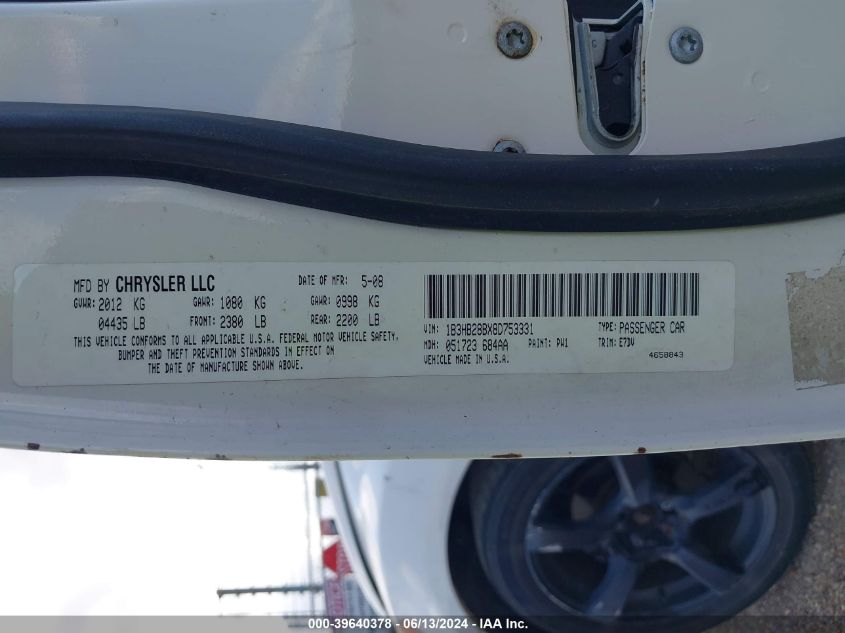 MFD BY CHRYSLER LLC DATE OF MFR: 5-08
GVWR: 2012 KG GAWR: 1080 KG GAWR: 0998 KG
04435 LB FRONT: 2380 LB REAR: 2200 LB
THIS VEHICLE CONFORMS TO ALL APPLICABLE U.S.A. FEDERAL MOTOR VEHICLE SAFETY,
BUMPER AND THEFT PREVENTION STANDARDS IN EFFECT ON
THE DATE OF MANUFACTURE SHOWN ABOVE.
VIN: 1B3HB28BX8D753331 TYPE: PASSENGER CAR
MDH: 051723 684AA PAINT: PW1 TRIM: E7DV
VEHICLE MADE IN U.S.A. 4658843
000-39640378 - 06/13/2024 - IAA Inc.